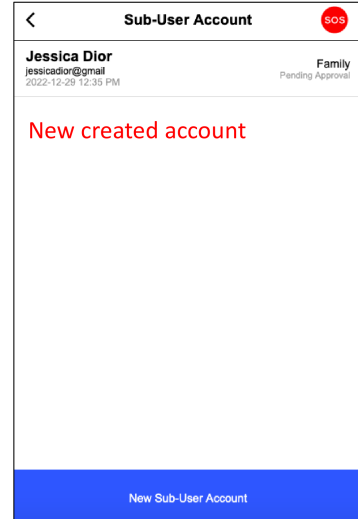 Sub-User Account
SOS
Jessica Dior
Family
jessicadior@gmail
Pending Approval
2022-12-29 12:35 PM
New created account
New Sub-User Account